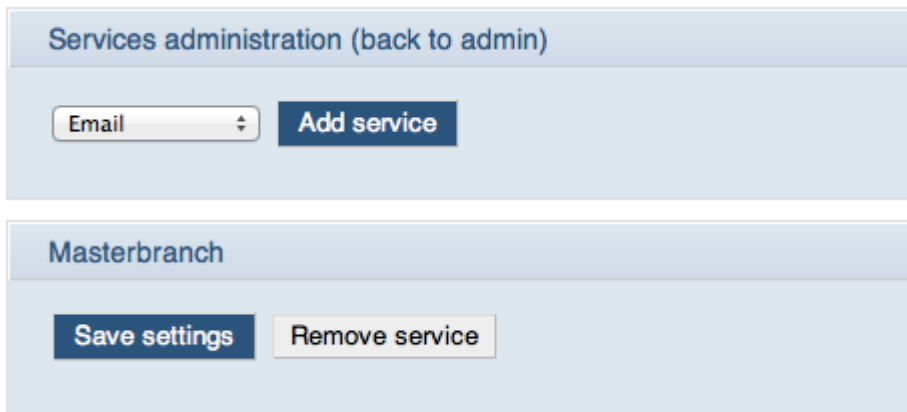 Services administration (back to admin)
Email Add service
Masterbranch
Save settings Remove service